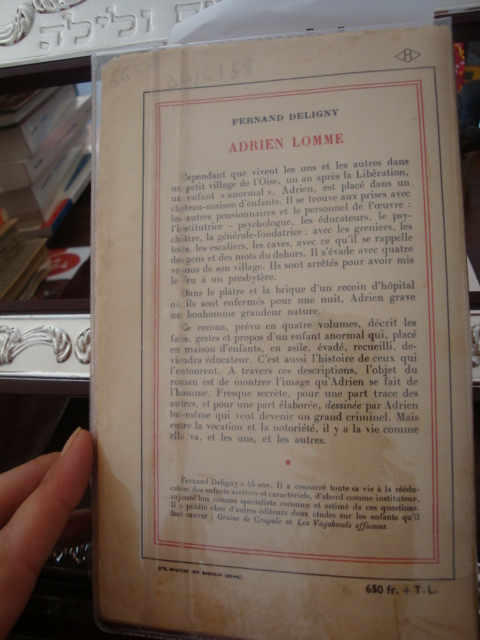 ם ולילה
06/6158
H
FERNAND DELIGNY
ADRIEN LOMME
Cependant que vivent les uns et les autres dans
un petit village de l'Oise, un an après la Libération,
un enfant « anormal », Adrien, est placé dans un
château-maison d'enfants. Il se trouve aux prises avec
les autres pensionnaires et le personnel de l'œuvre :
l'institutrice - psychologue, les éducateurs, le psy-
chiâtre, la générale-fondatrice ; avec les greniers, les
toits, les escaliers, les caves, avec ce qu'il se rappelle
des gens et des mots du dehors. Il s'évade avec quatre
venus de son village. Ils sont arrêtés pour avoir mis
le feu à un presbytère.
Dans le plâtre et la brique d'un recoin d'hôpital
où ils sont enfermés pour une nuit, Adrien grave
un bonhomme grandeur nature.
Ce roman, prévu en quatre volumes, décrit les
faits, gestes et propos d'un enfant anormal qui, placé
en maison d'enfants, en asile, évadé, recueilli, de-
viendra éducateur. C'est aussi l'histoire de ceux qui
l'entourent. A travers ces descriptions, l'objet du
roman est de montrer l'image qu'Adrien se fait de
l'homme. Fresque secrète, pour une part trace des
autres, et pour une part élaborée, dessinée par Adrien
lui-même qui veut devenir un grand criminel. Mais
entre la vocation et la notoriété, il y a la vie comme
elle va, et les uns, et les autres.
Fernand Deligny a 45 ans. Il a consacré toute sa vie à la réédu-
cation des enfants arriérés et caractériels, d'abord comme instituteur,
aujourd'hui comme spécialiste reconnu et estimé de ces questions.
Il a publié chez d'autres éditeurs deux études sur les enfants qu'il
faut sauver : Graine de Crapule et Les Vagabonds efficaces.
650 fr. + T. L.